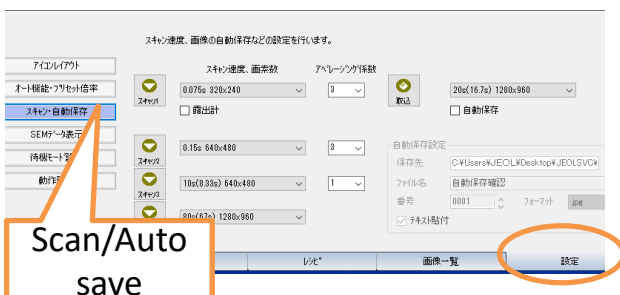 スキャン速度、画像の自動保存などの設定を行います。
アイコンレイアウト
オート機能・プリセット倍率
スキャン・自動保存
SEMデータ表示
待機モード
動作
スキャン速度、画素数
アベレージング係数
スキャン1
0.075s 320x240
3
露出計
取込
20s(16.7s) 1280x960
自動保存
スキャン2
0.15s 640x480
3
スキャン3
10s(8.33s) 640x480
1
80s(67s) 1280x960
自動保存設定
保存先
C:¥Users¥JEOL¥Desktop¥JEOLSVC¥
ファイル名
自動保存確認
番号
0001
フォーマット
jpe
テキスト貼付
レシピ
画像一覧
設定
Scan/Auto
save